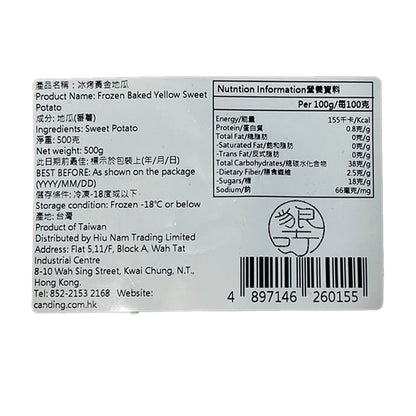 產品名稱：冰烤黃金地瓜
Product Name: Frozen Baked Yellow Sweet
Potato
成分: 地瓜(番薯)
Ingredients: Sweet Potato
淨重: 500克
Net Weight: 500g
此日期前最佳: 標示於包裝上(年/月/日)
BEST BEFORE: As shown on the package
(YYYY/MM/DD)
儲存條件: 冷凍-18度或以下
Storage condition: Frozen -18°C or below
產地: 台灣
Product of Taiwan
Distributed by Hiu Nam Trading Limited
Address: Flat 5,11/F, Block A, Wah Tat
Industrial Centre
8-10 Wah Sing Street, Kwai Chung, N.T.,
Hong Kong.
Tel: 852-2153 2168 Website:
canding.com.hk
Nutrition Information營養資料
Per 100g/每100克
Energy/能量 155千卡/Kcal
Protein/蛋白質 0.8克/g
Total Fat/總脂肪 0克/g
-Saturated Fat/飽和脂肪 0克/g
-Trans Fat/反式脂肪 0克/g
Total Carbohydrates/總碳水化合物 38克/g
-Dietary Fiber/膳食纖維 2.5克/g
-Sugars/糖 18克/g
Sodium/鈉 66毫克/mg
4 897146 260155